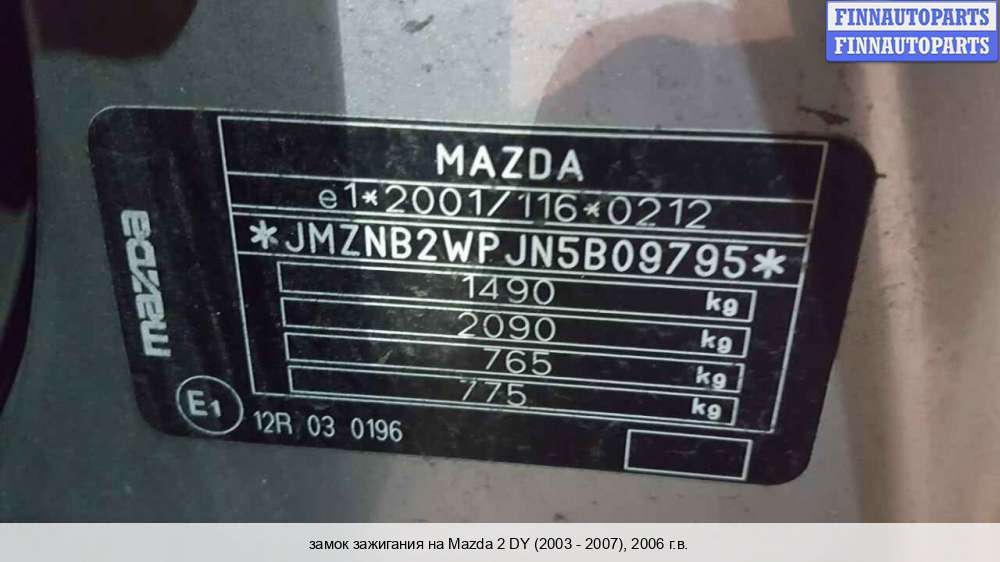 FINNAUTOPARTS
FINNAUTOPARTS
MAZDA
e1*2001/116*0212
*JMZNB2WPJN5B09795*
1490 kg
2090 kg
765 kg
775 kg
mazda
E1
12R 03 0196
замок зажигания на Mazda 2 DY (2003 - 2007), 2006 г.в.